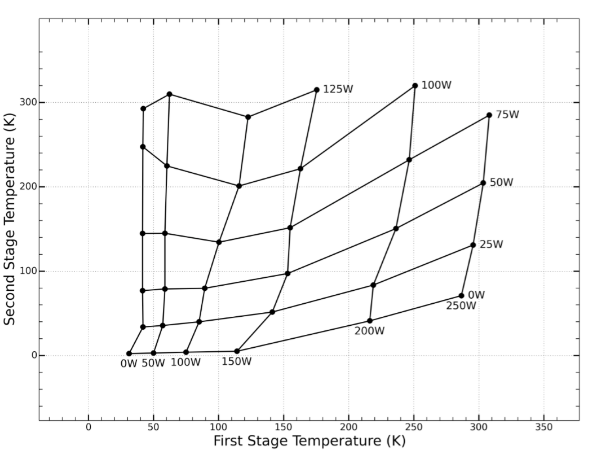 125W
100W
300
75W
200
50W
25W
100
0W
250W
200W
0
0W 50W 100W 150W
0 50 100 150 200 250 300 350
First Stage Temperature (K)
Second Stage Temperature (K)